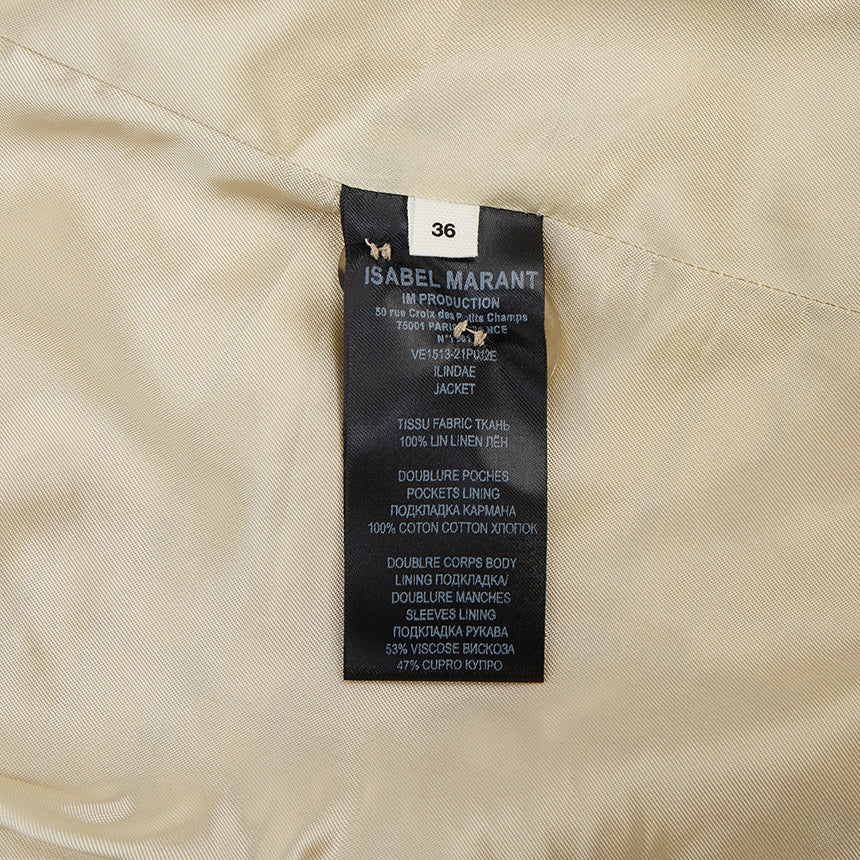 36
ISABEL MARANT
IM PRODUCTION
50 rue Croix des Petits Champs
75001 PARIS FRANCE
VE1513-21P002E
ILINDAE
JACKET
TISSU FABRIC ТКАНЬ
100% LIN LINEN ЛЁН
DOUBLURE POCHES
POCKETS LINING
ПОДКЛАДКА КАРМАНА
100% COTON COTTON ХЛОПОК
DOUBLRE CORPS BODY
LINING ПОДКЛАДКА/
DOUBLURE MANCHES
SLEEVES LINING
ПОДКЛАДКА РУКАВА
53% VISCOSE ВИСКОЗА
47% CUPRO КУПРО